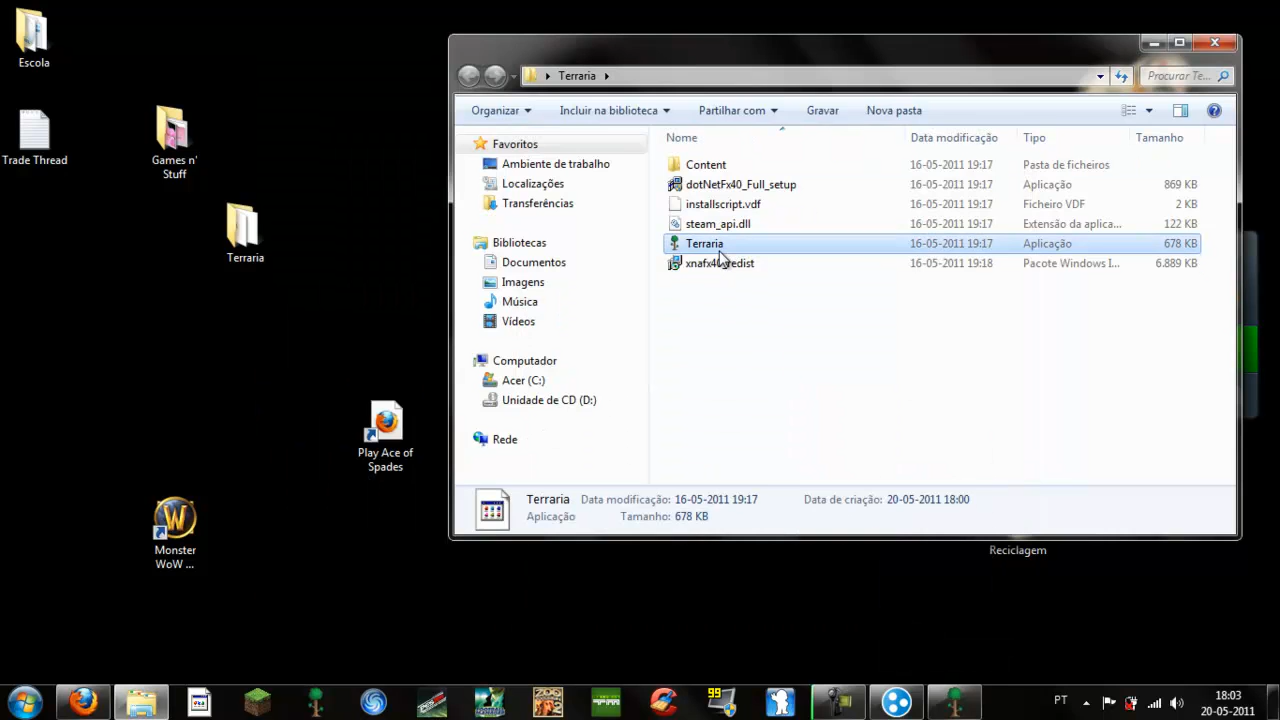 Escola
Trade Thread
Games n'
Stuff
Terraria
Play Ace of
Spades
Monster
WoW ...
Terraria
Procurar Te...
Organizar
Incluir na biblioteca
Partilhar com
Gravar
Nova pasta
Favoritos
Ambiente de trabalho
Localizações
Transferências
Bibliotecas
Documentos
Imagens
Música
Vídeos
Computador
Acer (C:)
Unidade de CD (D:)
Rede
Nome Data modificação Tipo Tamanho
Content 16-05-2011 19:17 Pasta de ficheiros
dotNetFx40_Full_setup 16-05-2011 19:17 Aplicação 869 KB
installscript.vdf 16-05-2011 19:17 Ficheiro VDF 2 KB
steam_api.dll 16-05-2011 19:17 Extensão da aplica... 122 KB
Terraria 16-05-2011 19:17 Aplicação 678 KB
16-05-2011 19:18 Pacote Windows I... 6.889 KB
Terraria Data modificação: 16-05-2011 19:17 Data de criação: 20-05-2011 18:00
Aplicação Tamanho: 678 KB
Reciclagem
99
PT
18:03
20-05-2011